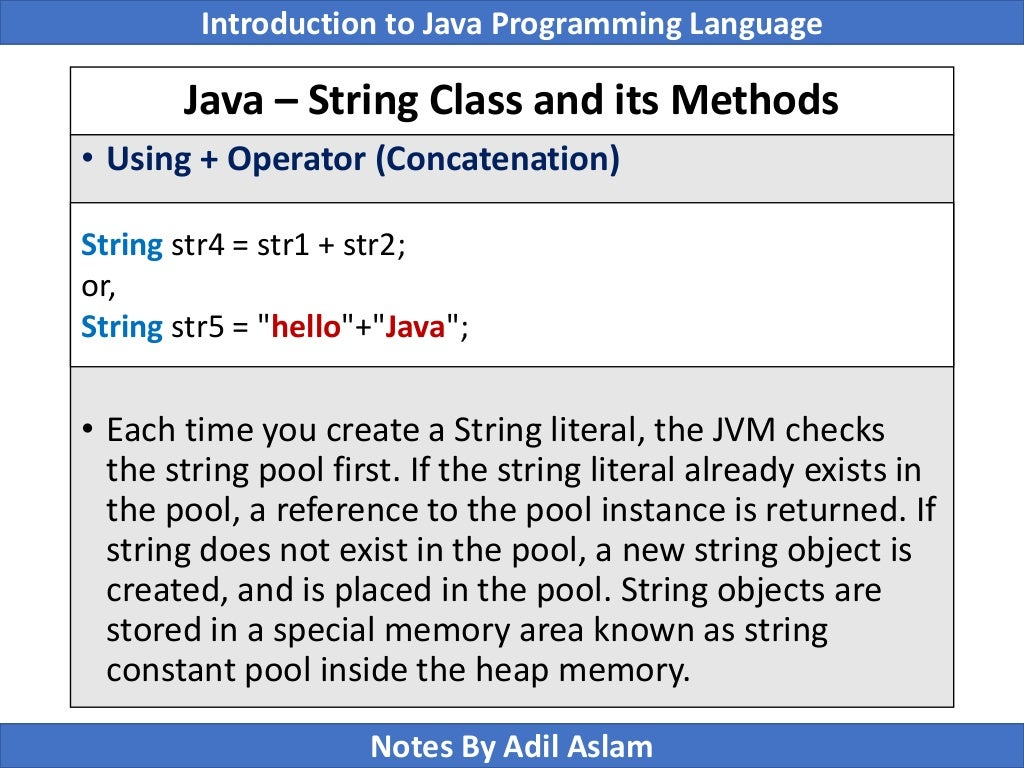 Introduction to Java Programming Language
Java – String Class and its Methods
• Using + Operator (Concatenation)
String str4 = str1 + str2;
or,
String str5 = "hello"+"Java";
• Each time you create a String literal, the JVM checks
the string pool first. If the string literal already exists in
the pool, a reference to the pool instance is returned. If
string does not exist in the pool, a new string object is
created, and is placed in the pool. String objects are
stored in a special memory area known as string
constant pool inside the heap memory.
Notes By Adil Aslam